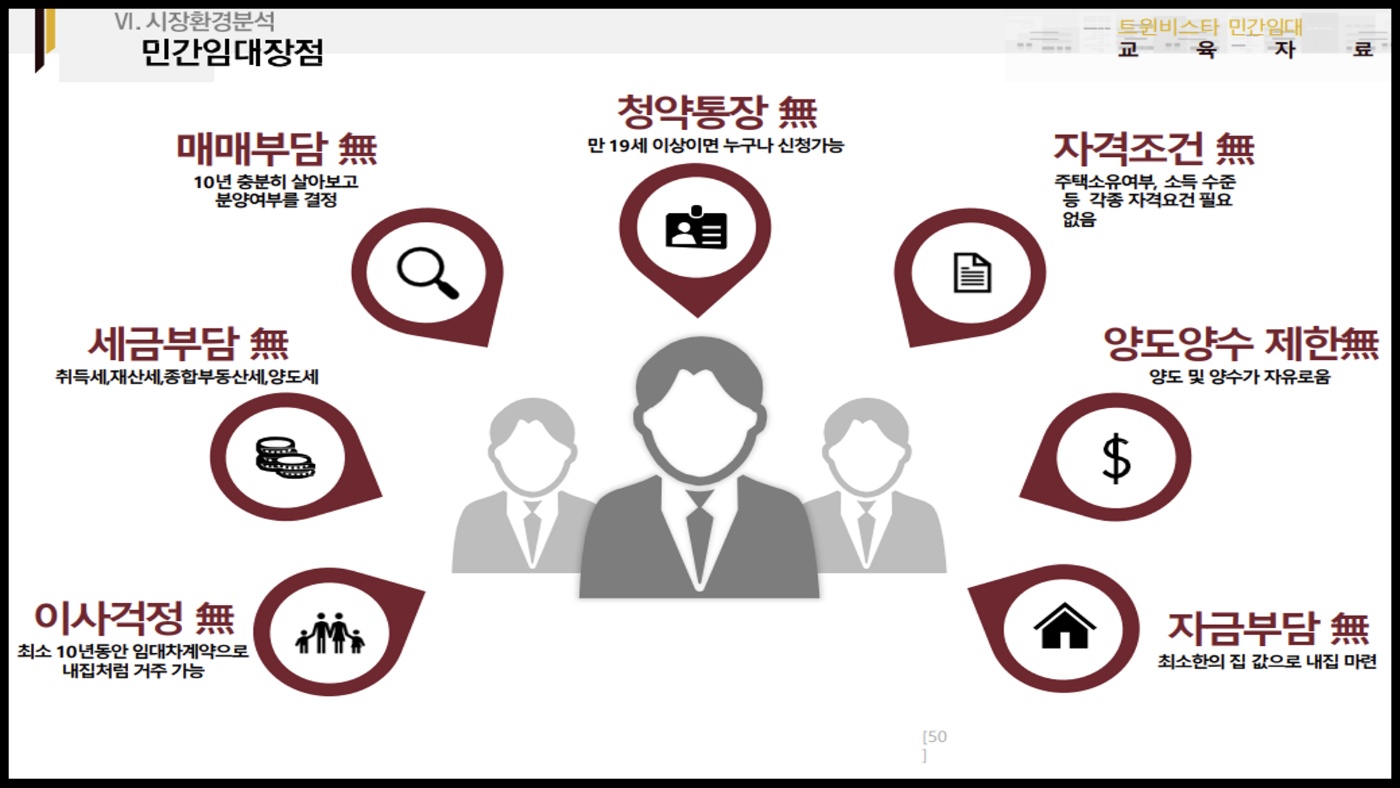 Ⅵ. 시장환경분석
민간임대장점
---- 트윈비스타 민간임대
교 육 자 료
청약통장 無
만 19세 이상이면 누구나 신청가능
매매부담 無
10년 충분히 살아보고
분양여부를 결정
자격조건 無
주택소유여부, 소득 수준
등 각종 자격요건 필요
없음
세금부담 無
취득세,재산세,종합부동산세,양도세
양도양수 제한無
양도 및 양수가 자유로움
이사걱정 無
최소 10년동안 임대차계약으로
내집처럼 거주 가능
자금부담 無
최소한의 집 값으로 내집 마련
[50
]